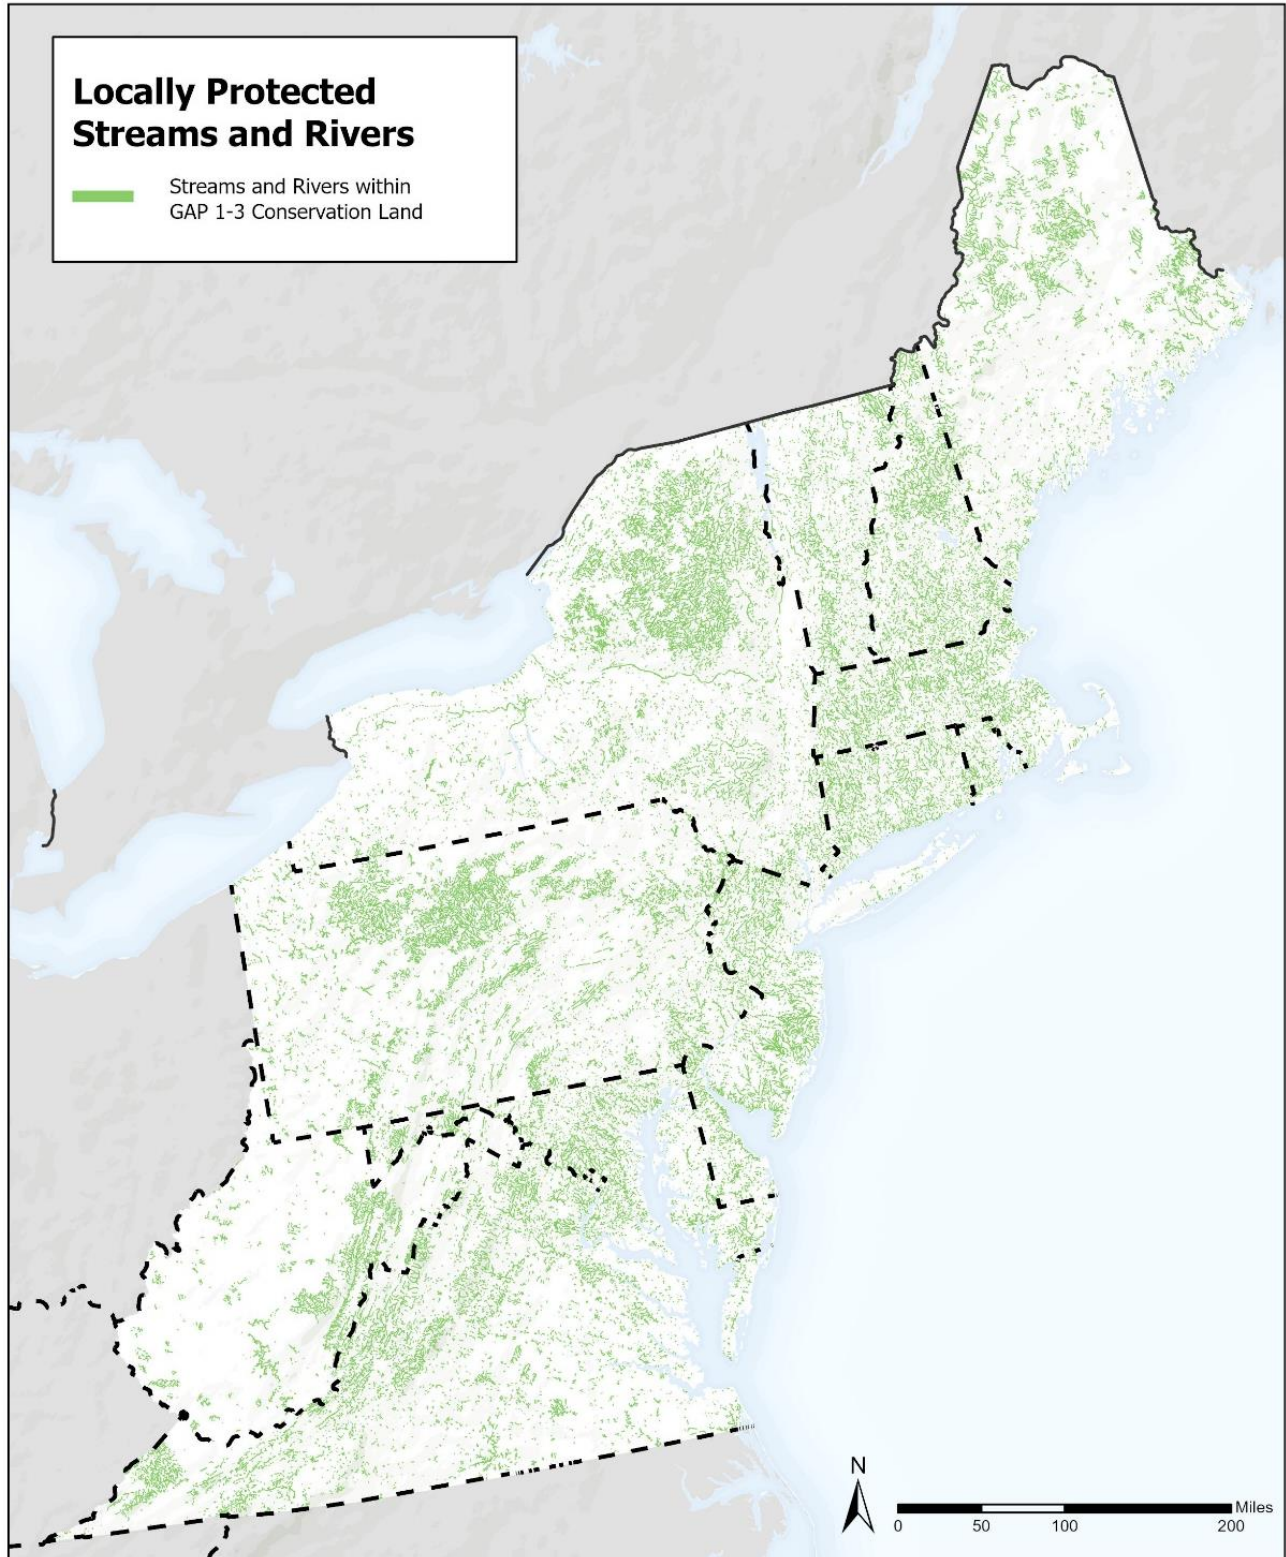 Locally Protected
Streams and Rivers
Streams and Rivers within
GAP 1-3 Conservation Land
N
Miles
0 50 100 200